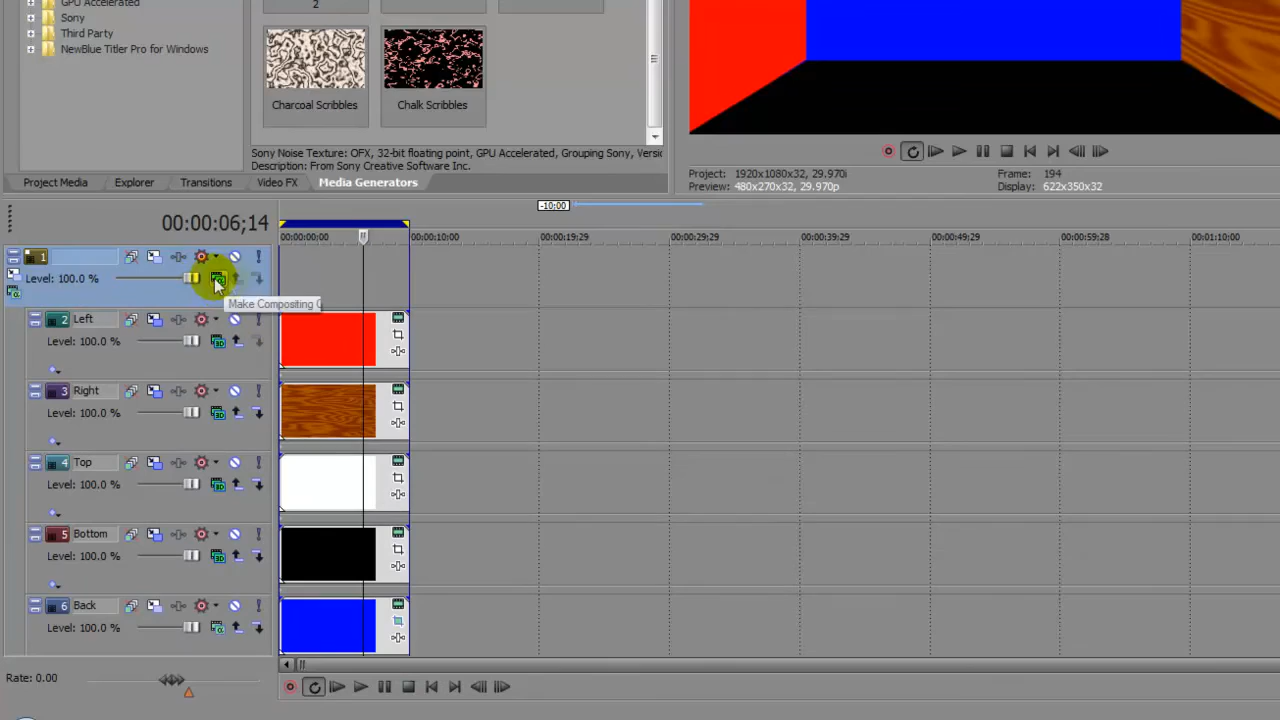 GPU Accelerated
Sony
Third Party
NewBlue Titler Pro for Windows
2
Charcoal Scribbles
Chalk Scribbles
Sony Noise Texture: OFX, 32-bit floating point, GPU Accelerated, Grouping Sony, Versio
Description: From Sony Creative Software Inc.
Project Media
Explorer
Transitions
Video FX
Media Generators
Project: 1920x1080x32, 29.970i
Preview: 480x270x32, 29.970p
Frame: 194
Display: 622x350x32
00:00:06;14
-10;00
00:00:00;00
00:00:10;00
00:00:19;29
00:00:29;29
00:00:39;29
00:00:49;29
00:00:59;28
00:01:10;00
1
Level: 100.0 %
Make Compositing C
2 Left
Level: 100.0 %
3 Right
Level: 100.0 %
4 Top
Level: 100.0 %
5 Bottom
Level: 100.0 %
6 Back
Level: 100.0 %
Rate: 0.00